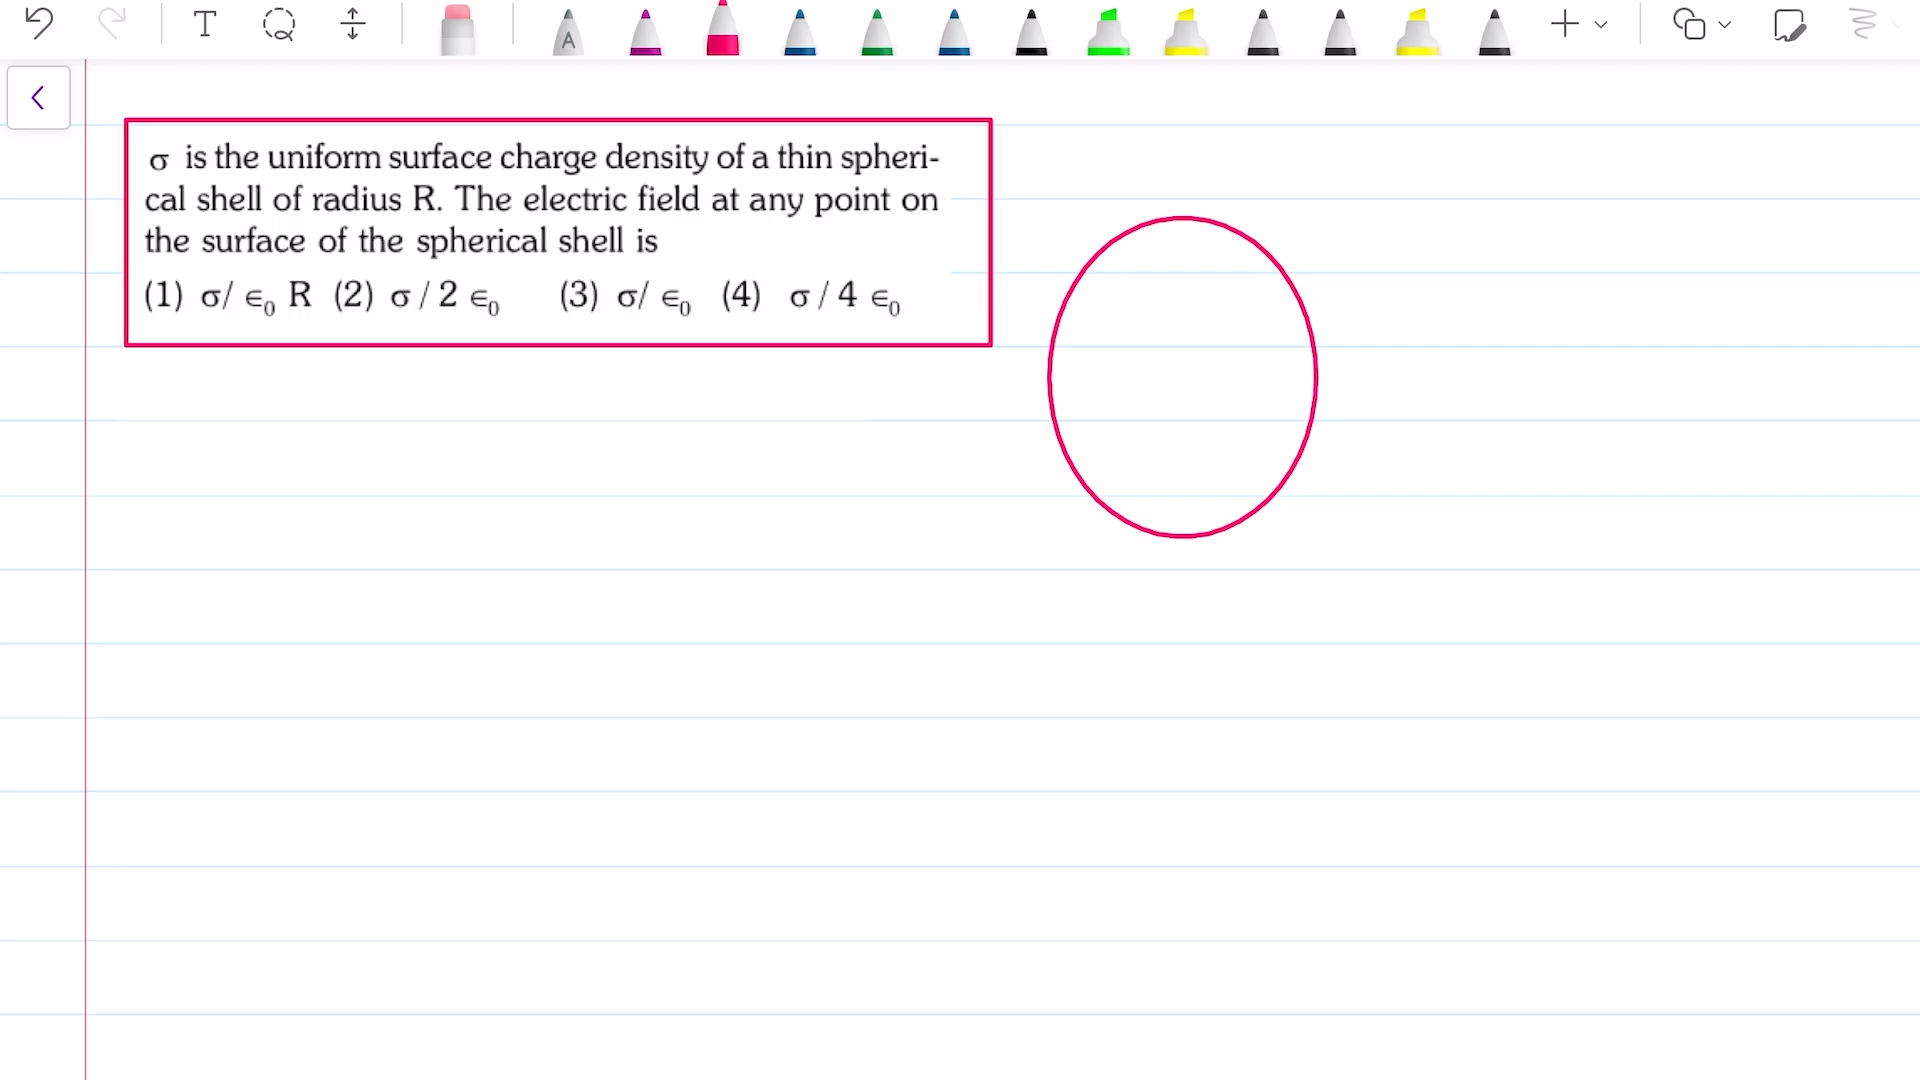 T
A
σ is the uniform surface charge density of a thin spheri-
cal shell of radius R. The electric field at any point on
the surface of the spherical shell is
(1) σ/ ∈₀ R (2) σ / 2 ∈₀ (3) σ/ ∈₀ (4) σ / 4 ∈₀